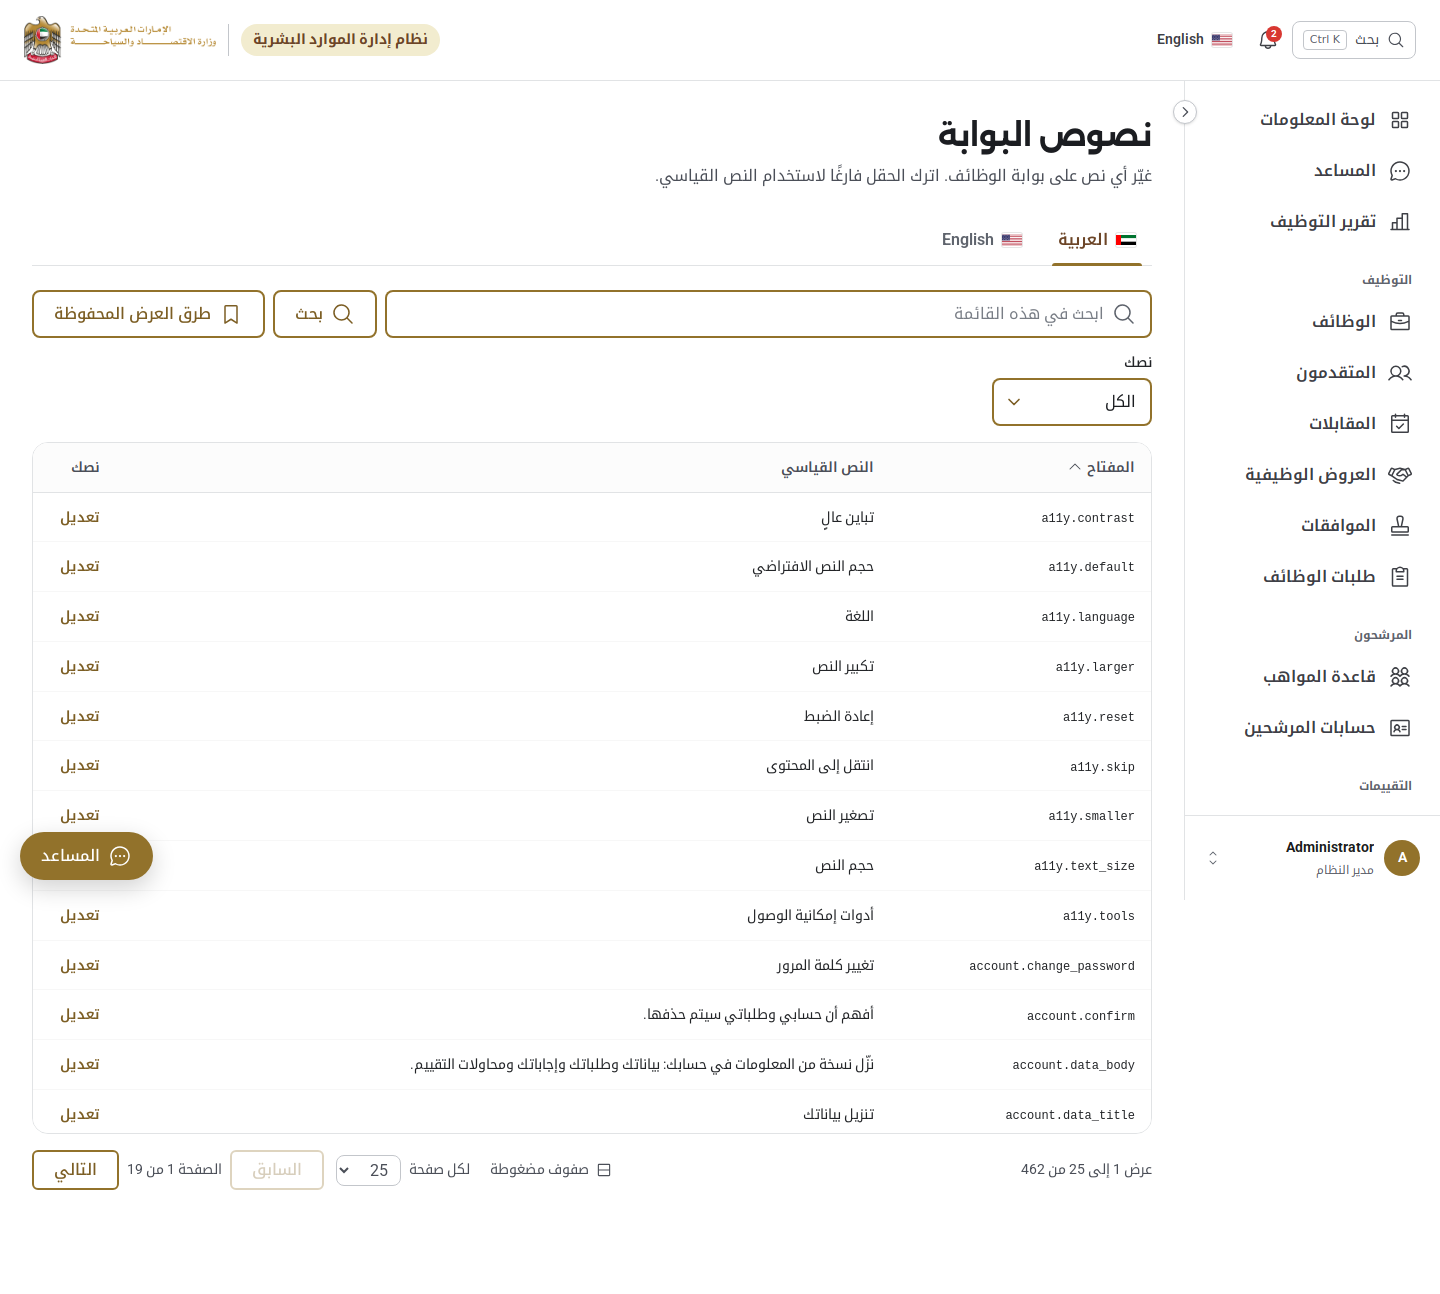 الإمارات العربية المتحدة
وزارة الاقتصاد والسياحة
نظام إدارة الموارد البشرية
English
2
بحث Ctrl K
لوحة المعلومات
المساعد
تقرير التوظيف
التوظيف
الوظائف
المتقدمون
المقابلات
العروض الوظيفية
الموافقات
طلبات الوظائف
المرشحون
قاعدة المواهب
حسابات المرشحين
التقييمات
A Administrator
مدير النظام
نصوص البوابة
غيّر أي نص على بوابة الوظائف. اترك الحقل فارغًا لاستخدام النص القياسي.
العربية English
ابحث في هذه القائمة بحث طرق العرض المحفوظة
نصك
الكل
المفتاح النص القياسي نصك
a11y.contrast تباين عالٍ تعديل
a11y.default حجم النص الافتراضي تعديل
a11y.language اللغة تعديل
a11y.larger تكبير النص تعديل
a11y.reset إعادة الضبط تعديل
a11y.skip انتقل إلى المحتوى تعديل
a11y.smaller تصغير النص تعديل
a11y.text_size حجم النص
المساعد
a11y.tools أدوات إمكانية الوصول تعديل
account.change_password تغيير كلمة المرور تعديل
account.confirm أفهم أن حسابي وطلباتي سيتم حذفها. تعديل
account.data_body نزّل نسخة من المعلومات في حسابك: بياناتك وطلباتك وإجاباتك ومحاولات التقييم. تعديل
account.data_title تنزيل بياناتك تعديل
عرض 1 إلى 25 من 462 صفوف مضغوطة لكل صفحة 25 السابق الصفحة 1 من 19 التالي